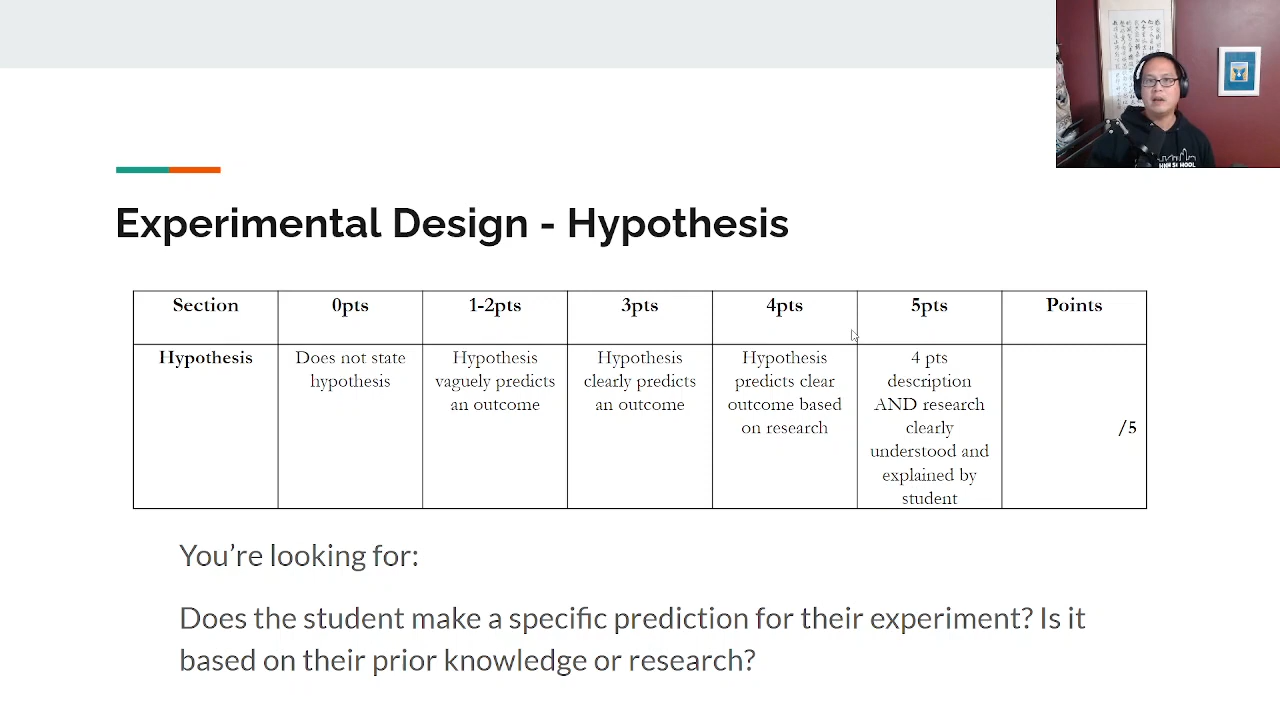 Experimental Design - Hypothesis
Section
0pts
1-2pts
3pts
4pts
5pts
Points
Hypothesis
Does not state
hypothesis
Hypothesis
vaguely predicts
an outcome
Hypothesis
clearly predicts
an outcome
Hypothesis
predicts clear
outcome based
on research
4 pts
description
AND research
clearly
understood and
explained by
student
/5
You're looking for:
Does the student make a specific prediction for their experiment? Is it
based on their prior knowledge or research?